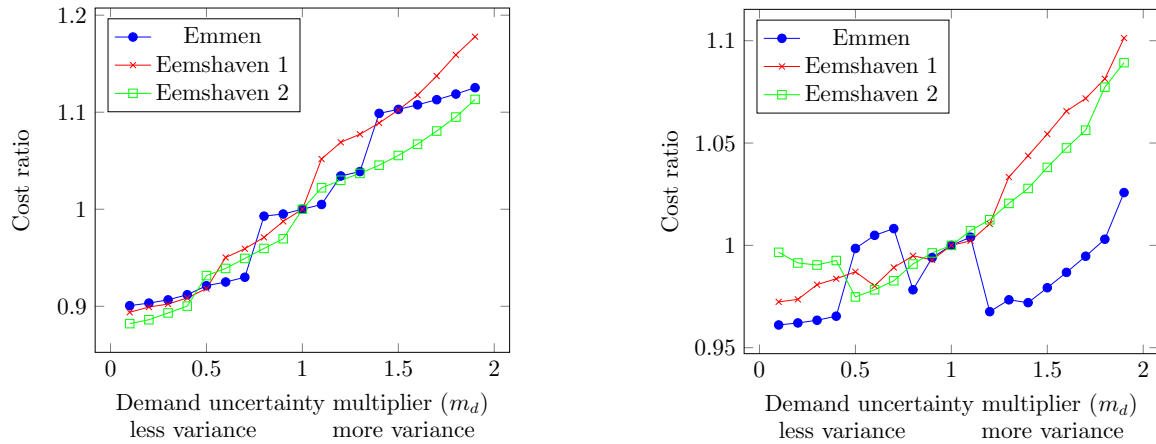 1.2
1.1
1
0.9
Cost ratio
Emmen
Eemshaven 1
Eemshaven 2
0
0.5
1
1.5
2
Demand uncertainty multiplier (m_d)
less variance
more variance
1.1
1.05
1
0.95
Cost ratio
Emmen
Eemshaven 1
Eemshaven 2
0
0.5
1
1.5
2
Demand uncertainty multiplier (m_d)
less variance
more variance